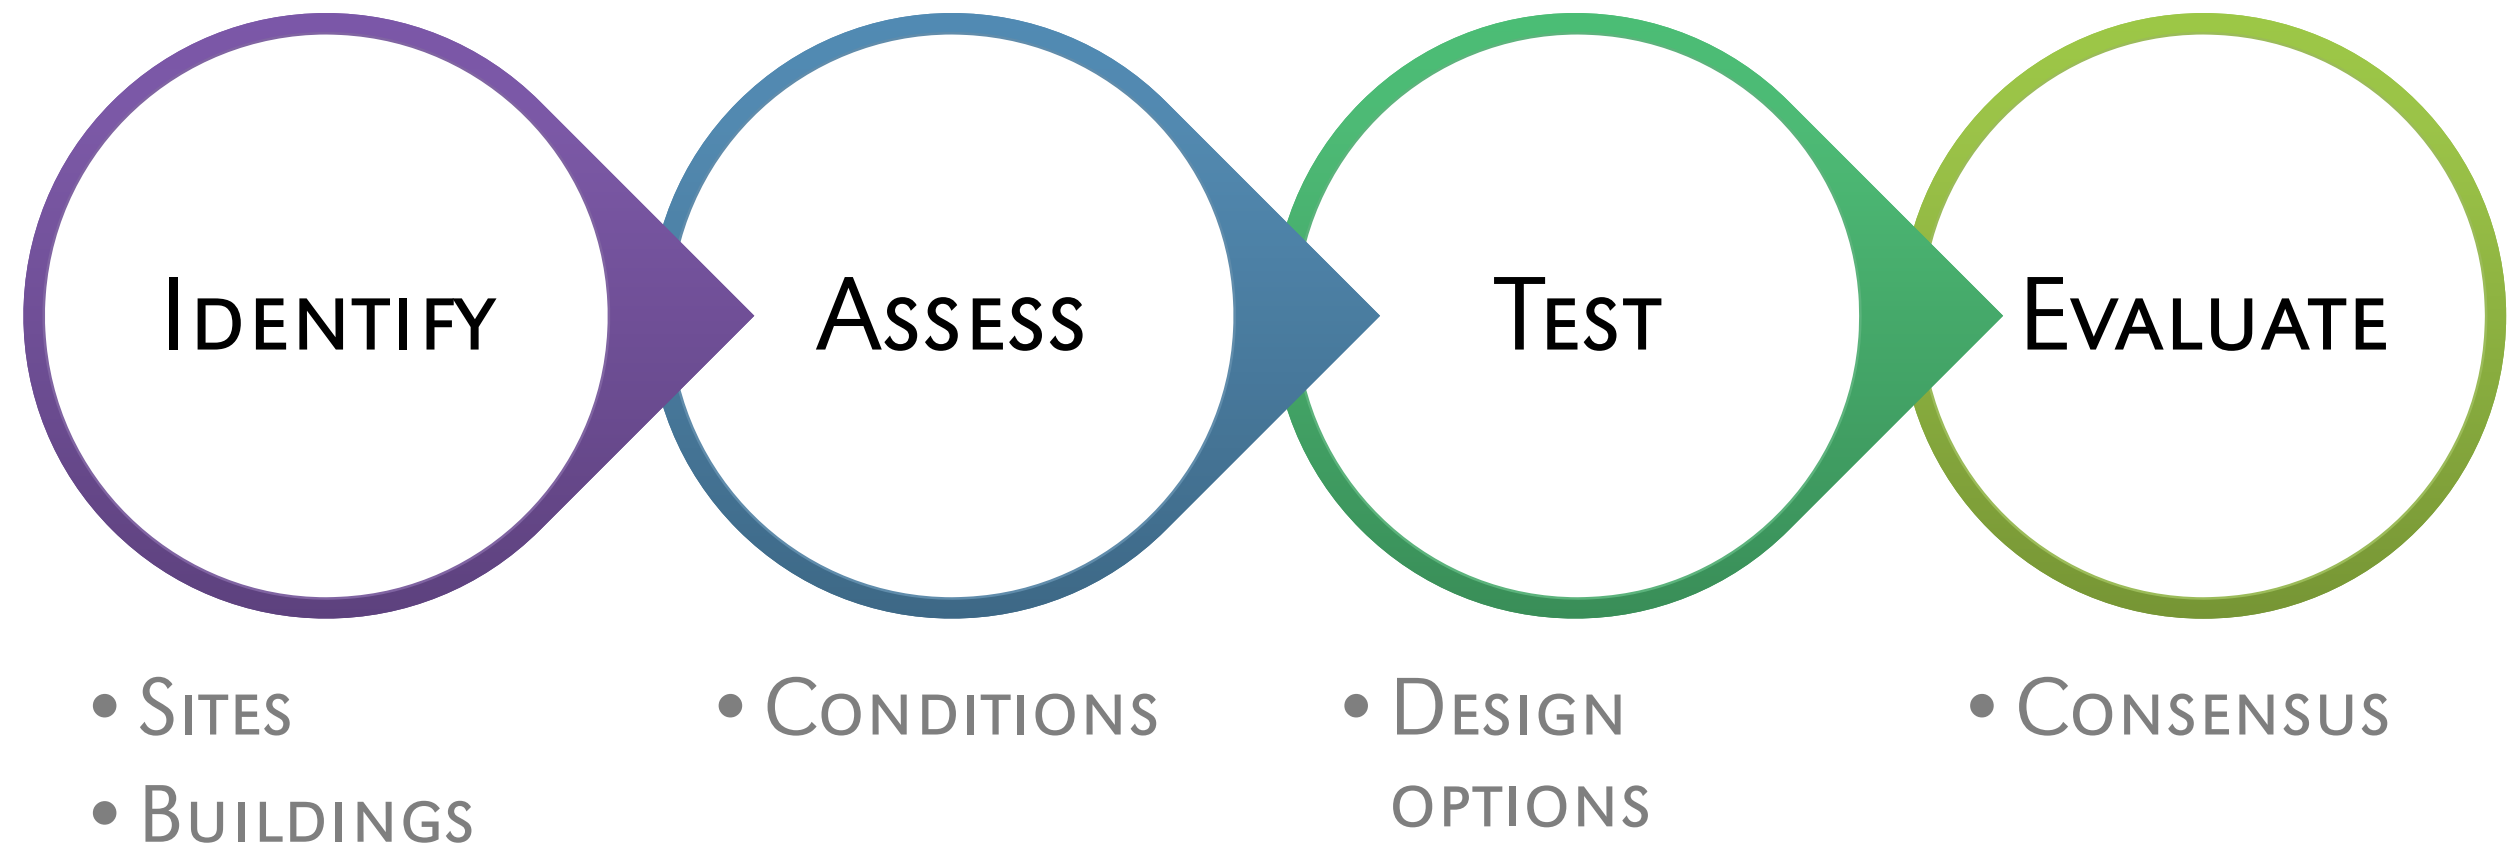 Identify
Assess
Test
Evaluate
• Sites
• Buildings
• Conditions
• Design
options
• Consensus